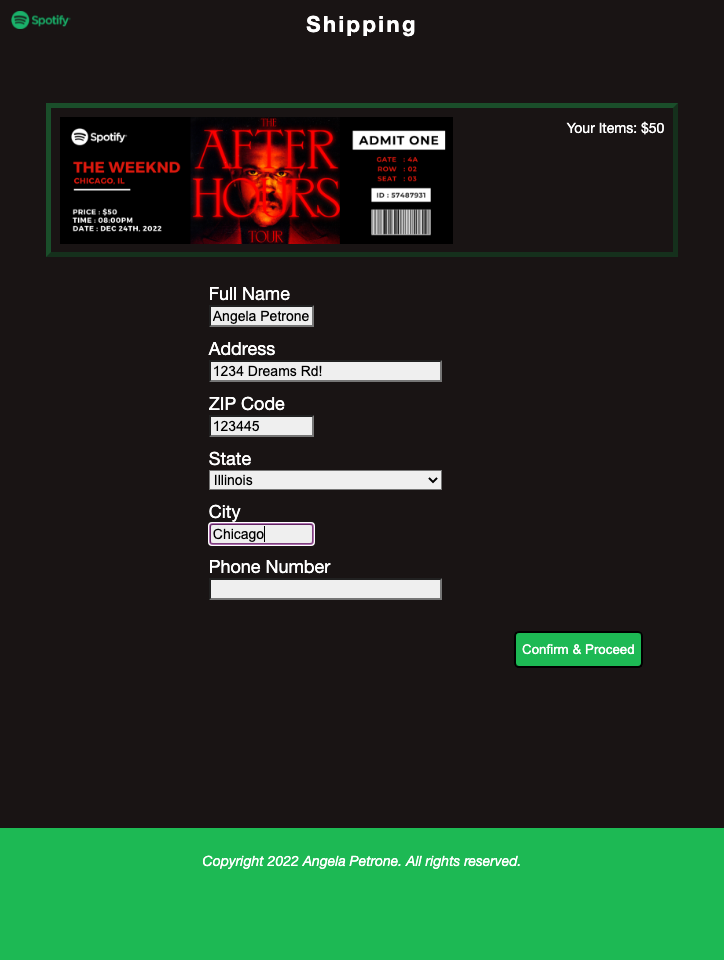 Spotify
Shipping
Spotify
THE WEEKND
CHICAGO, IL
PRICE : $50
TIME : 08:00PM
DATE : DEC 24TH, 2022
THE
AFTER
HOURS
TOUR
ADMIT ONE
GATE : 4A
ROW : 02
SEAT : 03
ID : 57487931
Your Items: $50
Full Name
Angela Petrone
Address
1234 Dreams Rd!
ZIP Code
123445
State
Illinois
City
Chicago
Phone Number
Confirm & Proceed
Copyright 2022 Angela Petrone. All rights reserved.